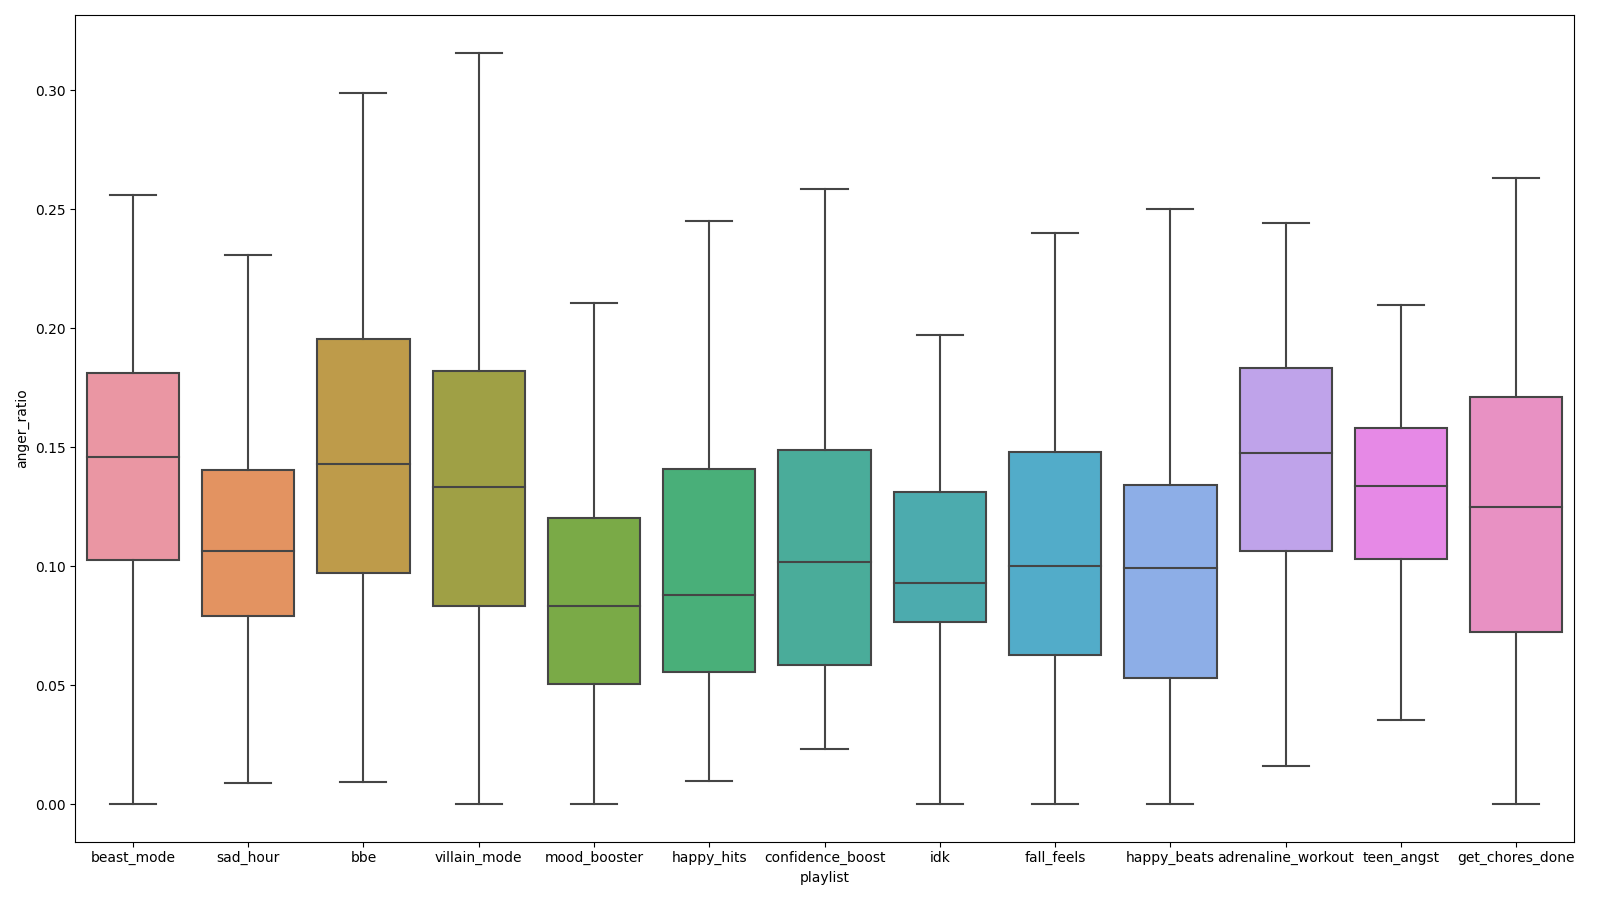 0.30
0.25
0.20
0.15
0.10
0.05
0.00
anger_ratio
beast_mode sad_hour bbe villain_mode mood_booster happy_hits confidence_boost idk fall_feels happy_beats adrenaline_workout teen_angst get_chores_done
playlist